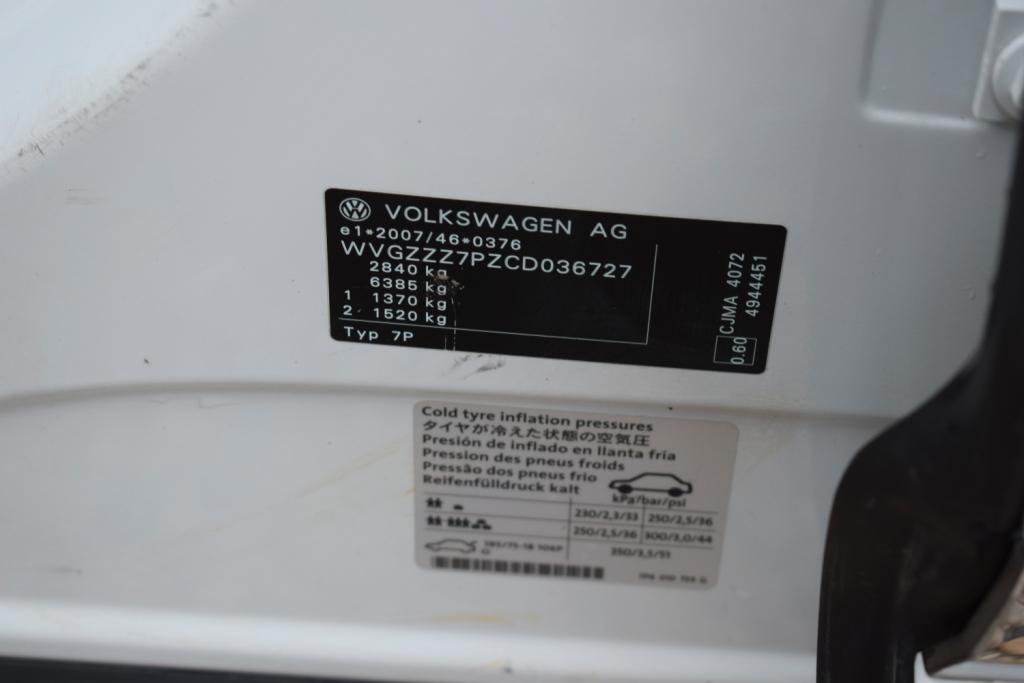 VOLKSWAGEN AG
e1*2007/46*0376
WVGZZZ7PZCD036727
2840 kg
6385 kg
1 1370 kg
2 1520 kg
Typ 7P
0.60 CJMA 4072
4944451
Cold tyre inflation pressures
タイヤが冷えた状態の空気圧
Presión de inflado en llanta fría
Pression des pneus froids
Pressão dos pneus frio
Reifenfülldruck kalt
kPa/bar/psi
230/2,3/33 250/2,5/36
250/2,5/36 300/3,0/44
350/3,5/51